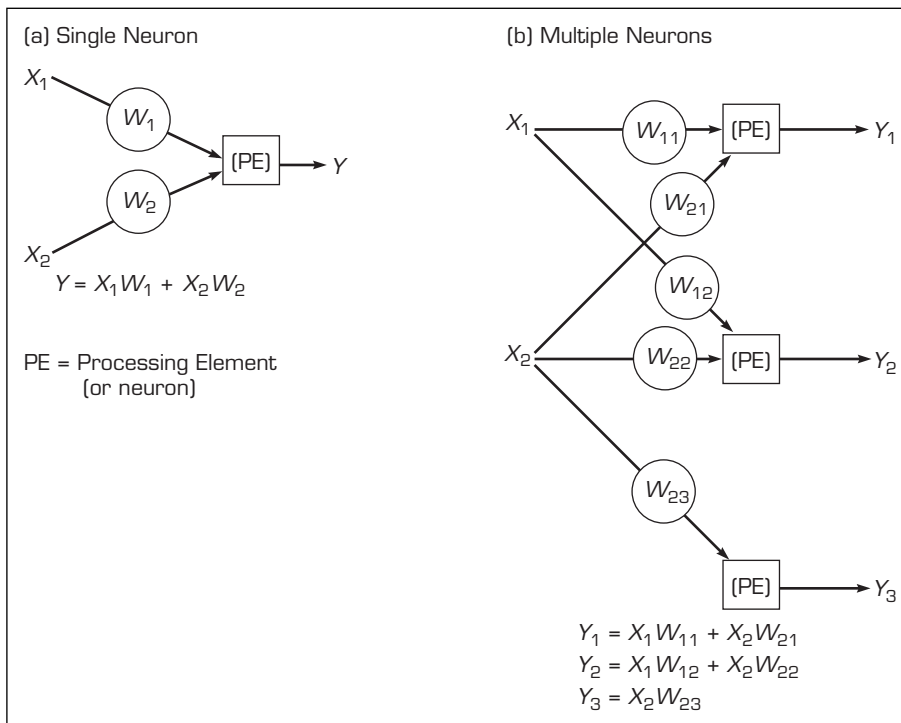 (a) Single Neuron
X1
W1
(PE)
Y
W2
X2
Y = X1W1 + X2W2
PE = Processing Element
(or neuron)
(b) Multiple Neurons
X1
W11
(PE)
Y1
W21
W12
X2
W22
(PE)
Y2
W23
(PE)
Y3
Y1 = X1W11 + X2W21
Y2 = X1W12 + X2W22
Y3 = X2W23